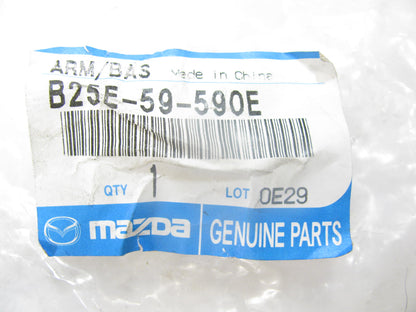 ARM/BAS Made in China
B25E-59-590E
QTY 1 LOT 0E29
mazda GENUINE PARTS